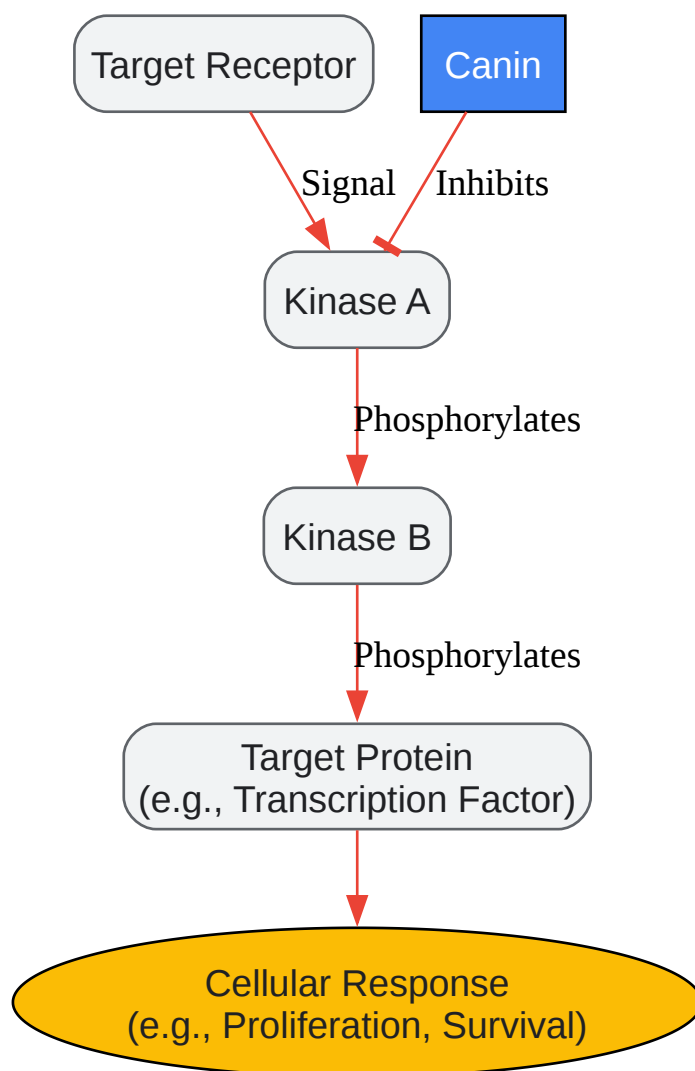 Target Receptor
Canin
Signal
Inhibits
Kinase A
Phosphorylates
Kinase B
Phosphorylates
Target Protein
(e.g., Transcription Factor)
Cellular Response
(e.g., Proliferation, Survival)